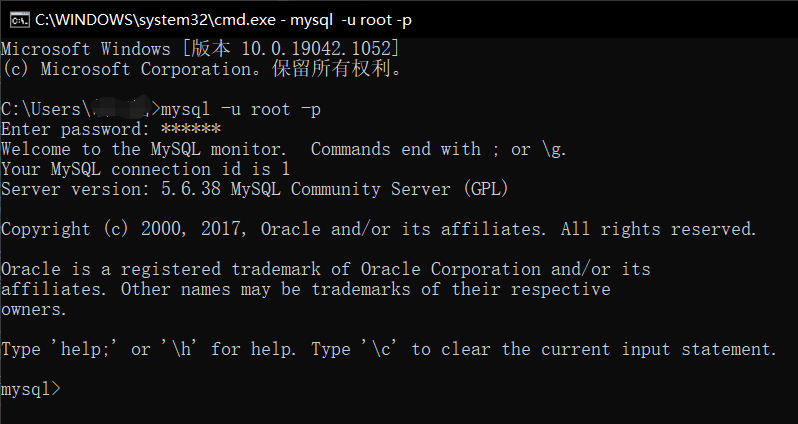 C:\WINDOWS\system32\cmd.exe - mysql  -u root -p
Microsoft Windows [版本 10.0.19042.1052]
(c) Microsoft Corporation。保留所有权利。
C:\Users\>mysql -u root -p
Enter password: ******
Welcome to the MySQL monitor.  Commands end with ; or \g.
Your MySQL connection id is 1
Server version: 5.6.38 MySQL Community Server (GPL)
Copyright (c) 2000, 2017, Oracle and/or its affiliates. All rights reserved.
Oracle is a registered trademark of Oracle Corporation and/or its
affiliates. Other names may be trademarks of their respective
owners.
Type 'help;' or '\h' for help. Type '\c' to clear the current input statement.
mysql>